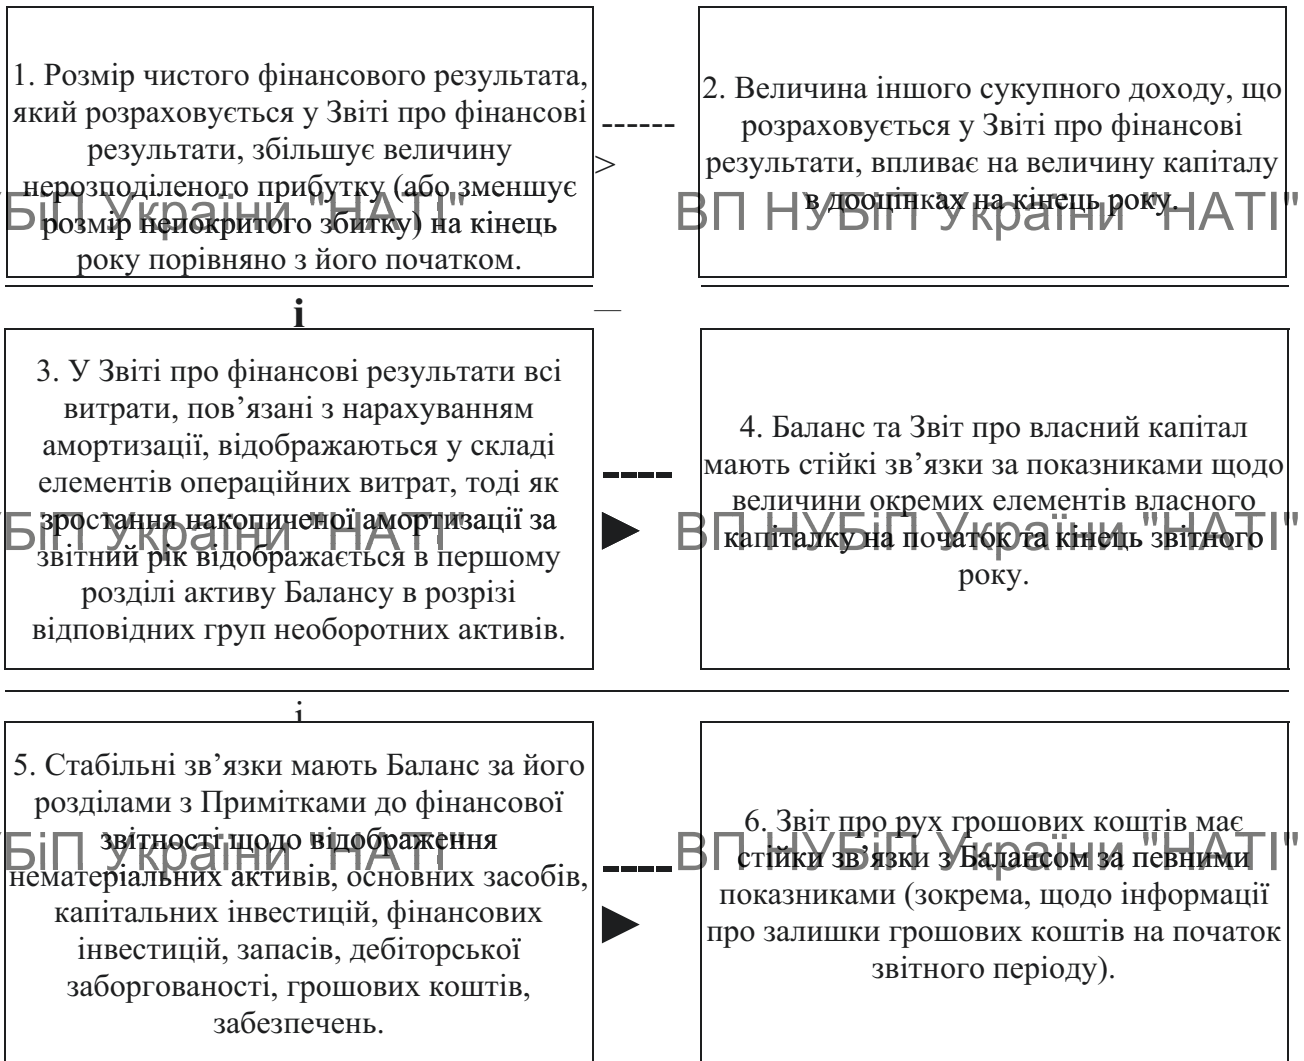 1. Розмір чистого фінансового результата,
який розраховується у Звіті про фінансові
результати, збільшує величину
нерозподіленого прибутку (або зменшує
розмір непокритого збитку) на кінець
року порівняно з його початком.
БіП України "НАТІ"
------
>
2. Величина іншого сукупного доходу, що
розраховується у Звіті про фінансові
результати, впливає на величину капіталу
в дооцінках на кінець року.
ВП НУБіП України "НАТІ"
і
—
3. У Звіті про фінансові результати всі
витрати, пов’язані з нарахуванням
амортизації, відображаються у складі
елементів операційних витрат, тоді як
зростання накопиченої амортизації за
звітний рік відображається в першому
розділі активу Балансу в розрізі
відповідних груп необоротних активів.
БіП України "НАТІ"
----
4. Баланс та Звіт про власний капітал
мають стійкі зв’язки за показниками щодо
величини окремих елементів власного
капіталку на початок та кінець звітного
року.
ВП НУБіП України "НАТІ"
і
5. Стабільні зв’язки мають Баланс за його
розділами з Примітками до фінансової
звітності щодо відображення
нематеріальних активів, основних засобів,
капітальних інвестицій, фінансових
інвестицій, запасів, дебіторської
заборгованості, грошових коштів,
забезпечень.
БіП України "НАТІ"
----
6. Звіт про рух грошових коштів має
стійки зв’язки з Балансом за певними
показниками (зокрема, щодо інформації
про залишки грошових коштів на початок
звітного періоду).
ВП НУБіП України "НАТІ"